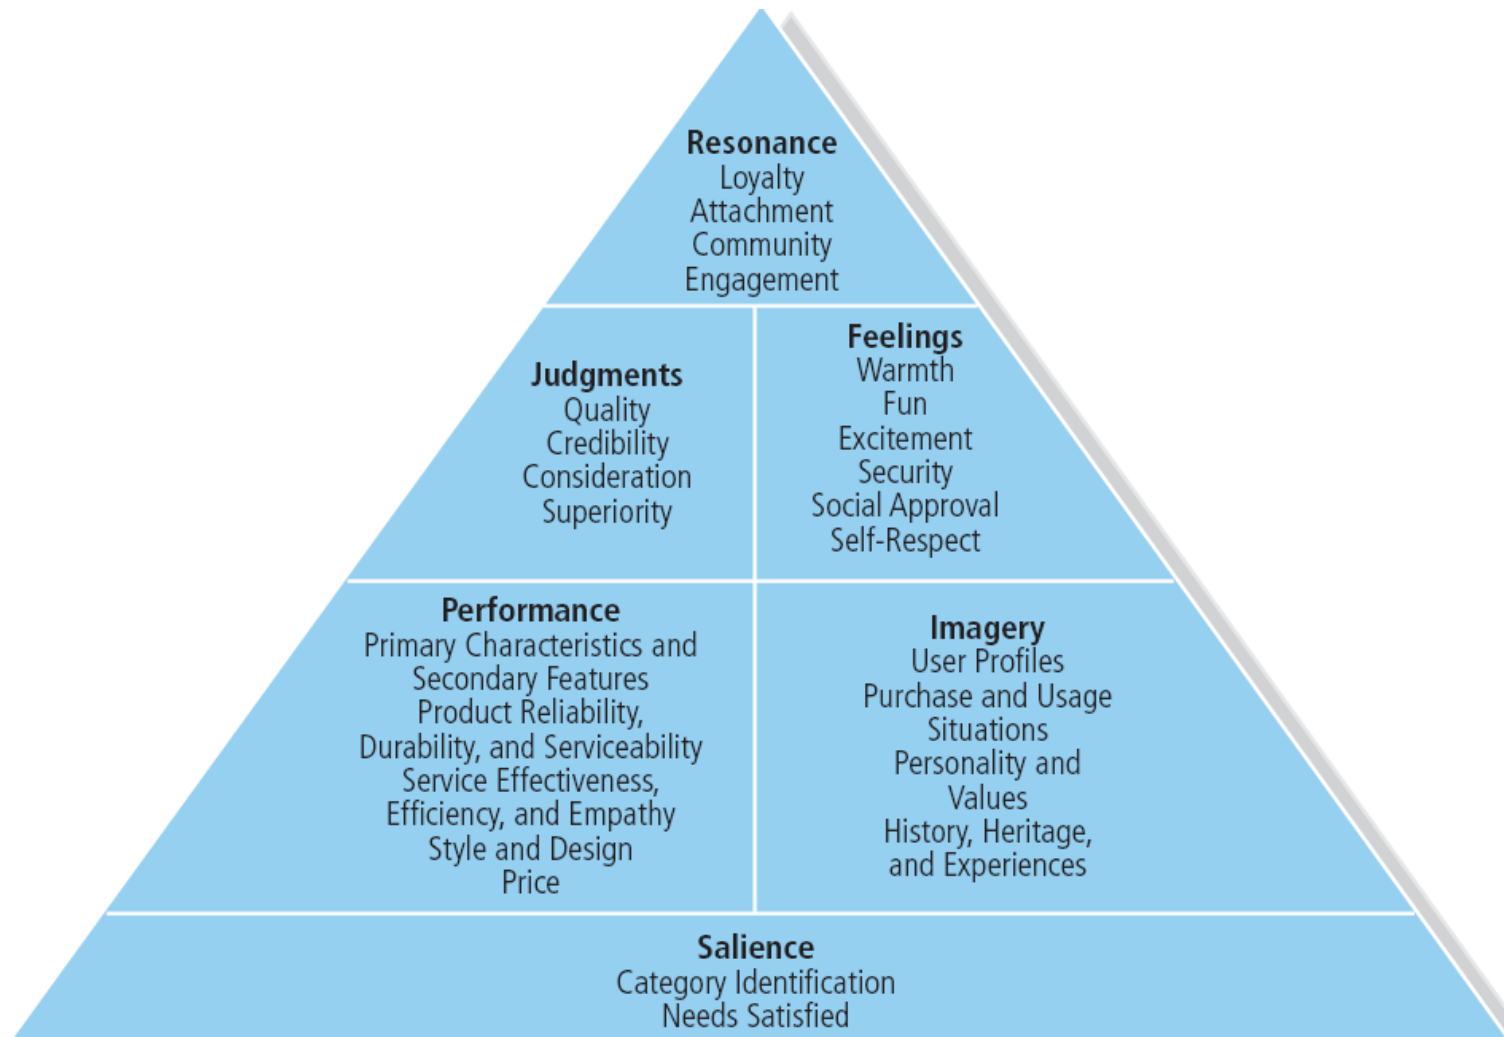 Resonance
Loyalty
Attachment
Community
Engagement
Judgments
Quality
Credibility
Consideration
Superiority
Feelings
Warmth
Fun
Excitement
Security
Social Approval
Self-Respect
Performance
Primary Characteristics and
Secondary Features
Product Reliability,
Durability, and Serviceability
Service Effectiveness,
Efficiency, and Empathy
Style and Design
Price
Imagery
User Profiles
Purchase and Usage
Situations
Personality and
Values
History, Heritage,
and Experiences
Salience
Category Identification
Needs Satisfied